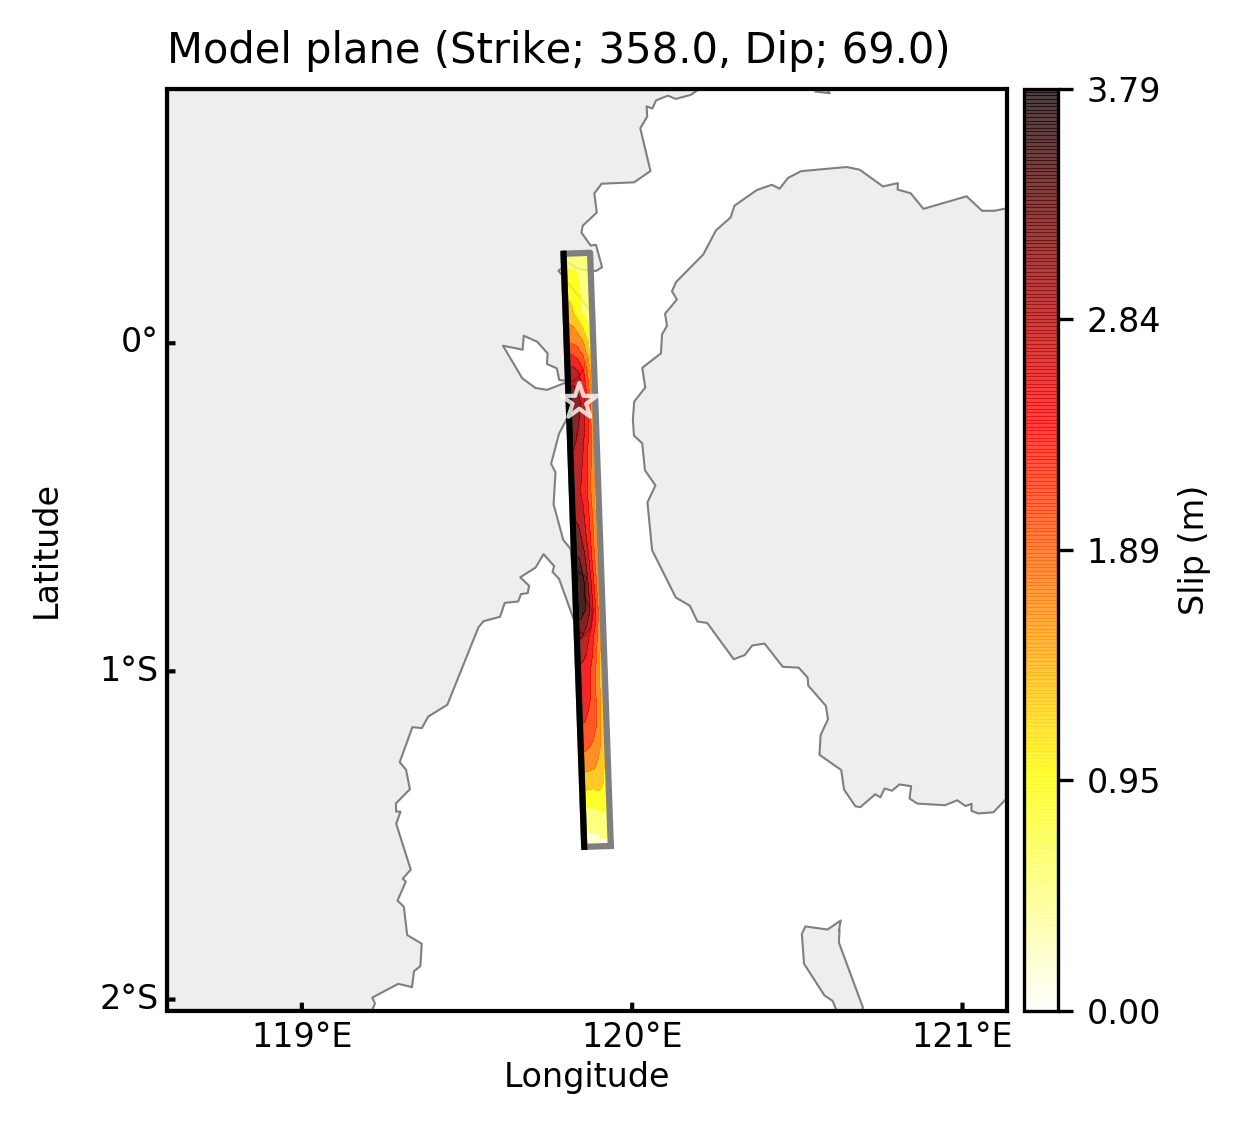 Model plane (Strike; 358.0, Dip; 69.0)
3.79
2.84
0°
1.89
Latitude
Slip (m)
1°S
0.95
2°S
0.00
119°E 120°E 121°E
Longitude